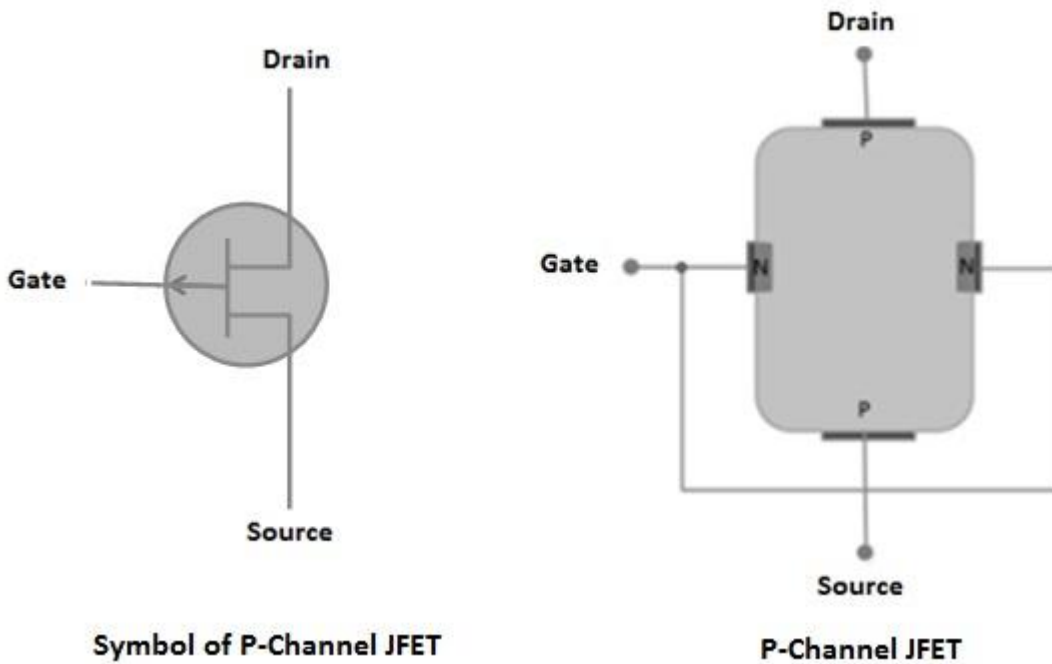 Drain
Gate
Source
Symbol of P-Channel JFET
Drain
P
Gate
N
N
P
Source
P-Channel JFET